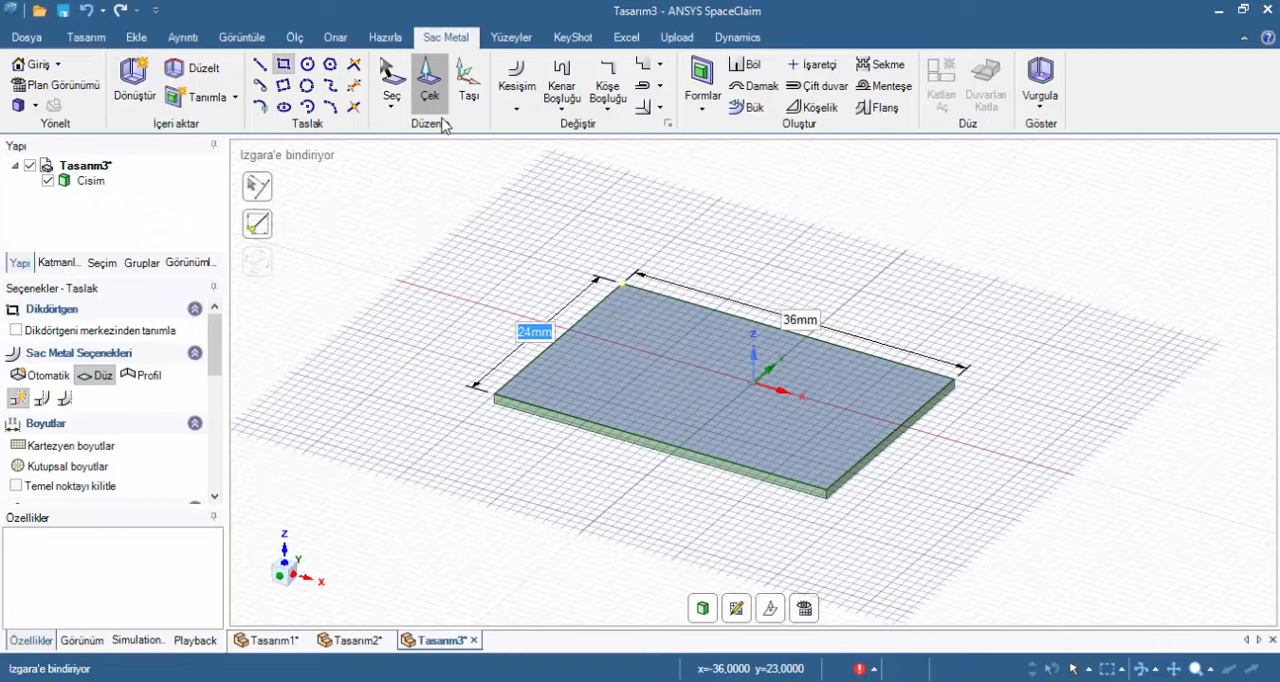 Tasarım3 - ANSYS SpaceClaim
Dosya Tasarım Ekle Ayrıntı Görüntüle Ölç Onar Hazırla Sac Metal Yüzeyler KeyShot Excel Upload Dynamics
Giriş
Plan Görünümü
Yönelt
Dönüştür
Düzelt
Tanımla
İçeri aktar
Taslak
Seç
Çek
Taşı
Düzen
Kesişim
Kenar Boşluğu
Köşe Boşluğu
Değiştir
Formlar
Böl
Damak
Bük
İşaretçi
Çift duvar
Köşelik
Sekme
Menteşe
Flanş
Oluştur
Katları Aç
Duvarları Katla
Düz
Vurgula
Göster
Yapı
Tasarım3*
Cisim
Yapı Katmanl... Seçim Gruplar Görünüml...
Seçenekler - Taslak
Dikdörtgen
Dikdörtgeni merkezinden tanımla
Sac Metal Seçenekleri
Otomatik Düz Profil
Boyutlar
Kartezyen boyutlar
Kutupsal boyutlar
Temel noktayı kilitle
Özellikler
Özellikler Görünüm Simulation... Playback
Izgara'e bindiriyor
24mm
36mm
Z
Y
X
Z
Y
X
Tasarım1* Tasarım2* Tasarım3*
Izgara'e bindiriyor
x=-36,0000 y=23,0000